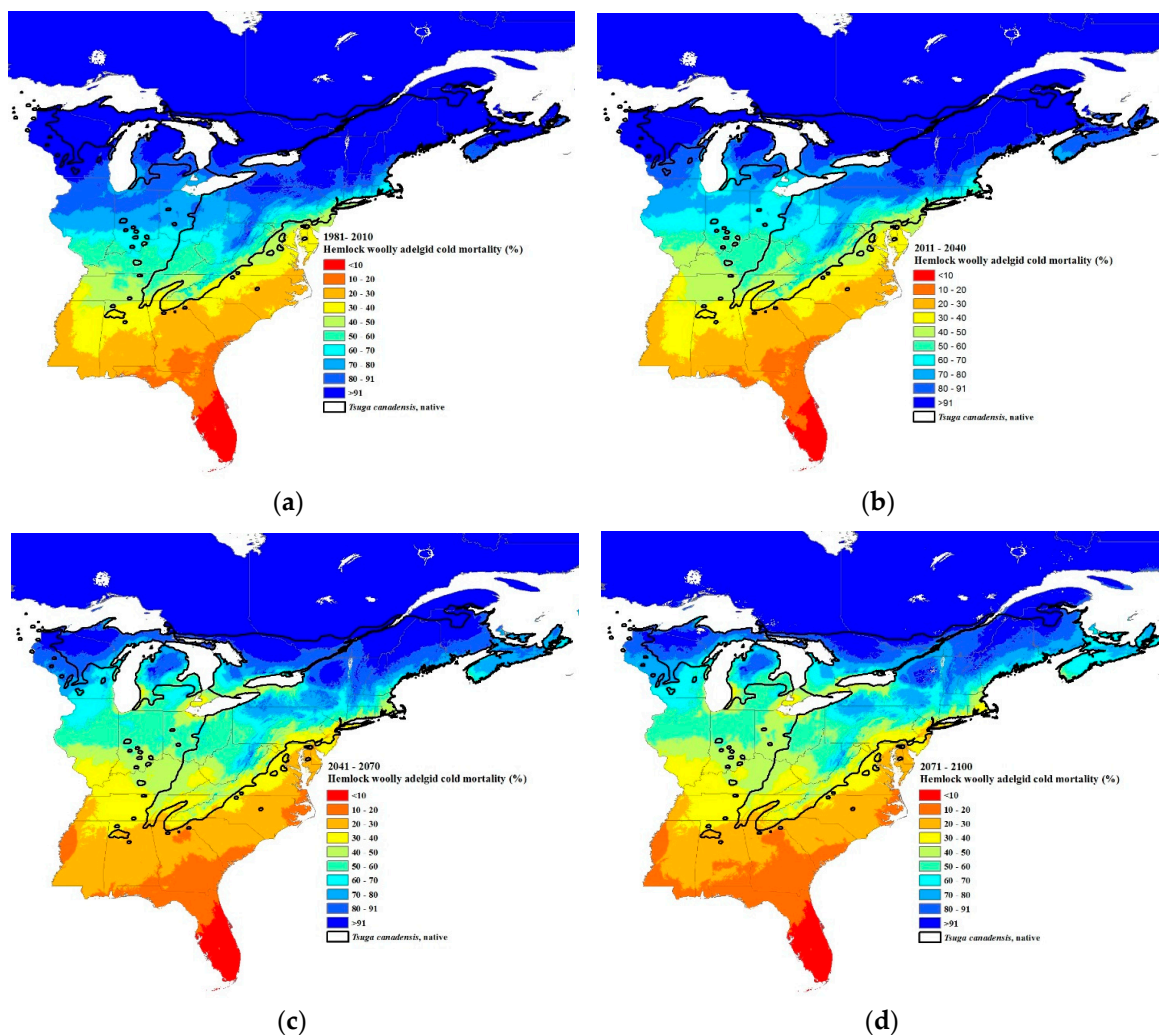 1981- 2010
Hemlock woolly adelgid cold mortality (%)
<10
10 - 20
20 - 30
30 - 40
40 - 50
50 - 60
60 - 70
70 - 80
80 - 91
>91
Tsuga canadensis, native
(a)
2011 - 2040
Hemlock woolly adelgid cold mortality (%)
<10
10 - 20
20 - 30
30 - 40
40 - 50
50 - 60
60 - 70
70 - 80
80 - 91
>91
Tsuga canadensis, native
(b)
2041 - 2070
Hemlock woolly adelgid cold mortality (%)
<10
10 - 20
20 - 30
30 - 40
40 - 50
50 - 60
60 - 70
70 - 80
80 - 91
>91
Tsuga canadensis, native
(c)
2071 - 2100
Hemlock woolly adelgid cold mortality (%)
<10
10 - 20
20 - 30
30 - 40
40 - 50
50 - 60
60 - 70
70 - 80
80 - 91
>91
Tsuga canadensis, native
(d)